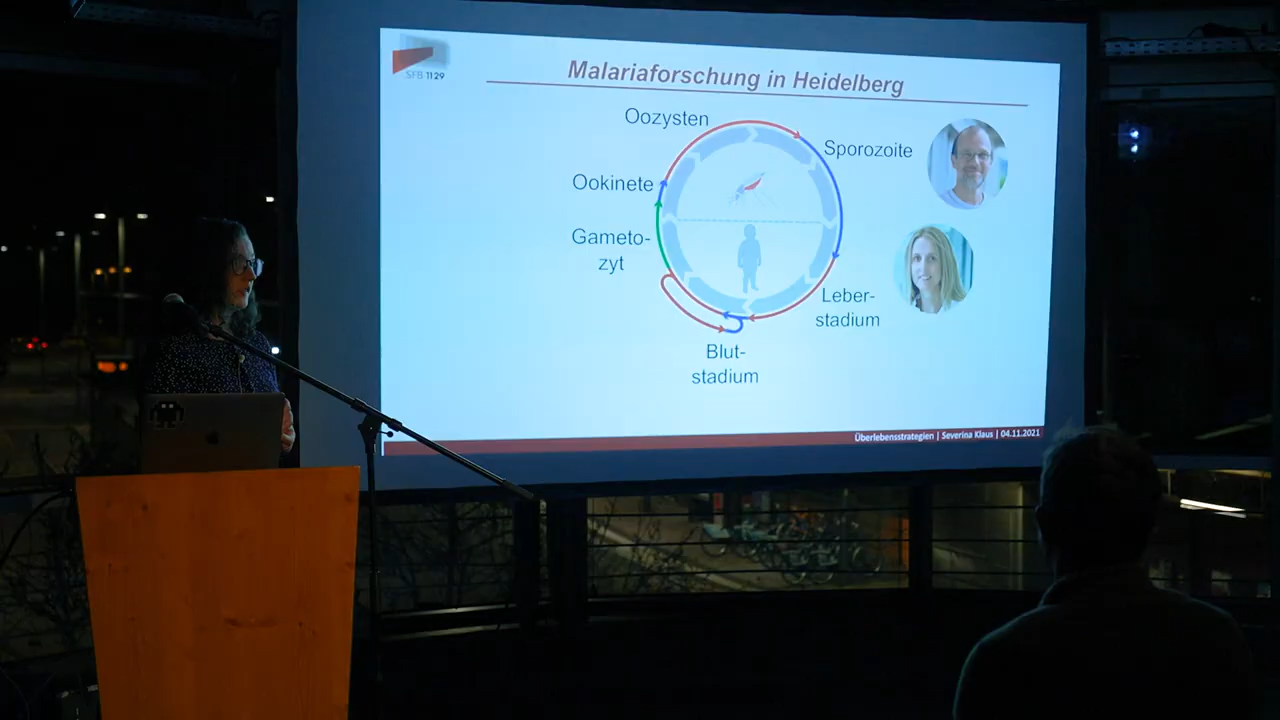 SFB 1129
Malariaforschung in Heidelberg
Oozysten
Sporozoite
Ookinete
Gameto-
zyt
Leber-
stadium
Blut-
stadium
Überlebensstrategien | Severina Klaus | 04.11.2021